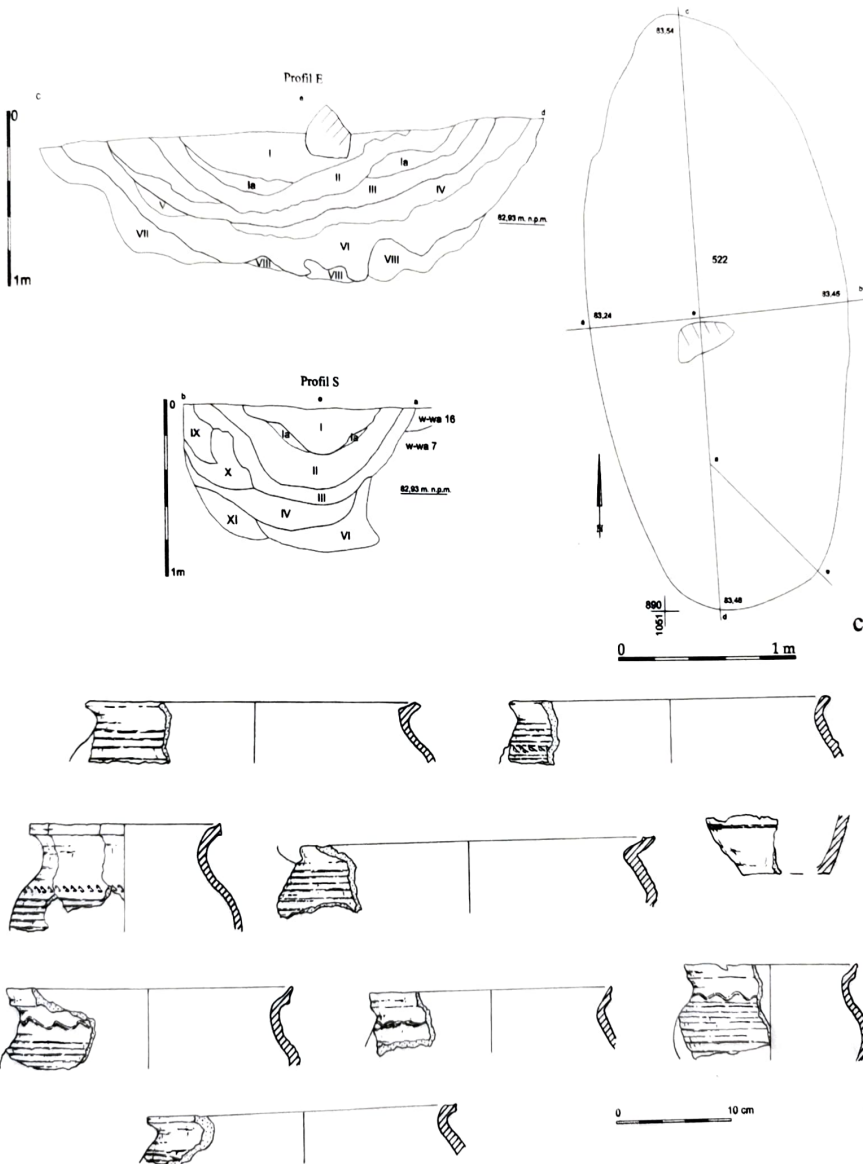 Profil E
c
e
d
0
I
Ia
Ia
II
III
IV
V
VI
VII
VIII
VIII
VIII
82,93 m. n.p.m.
1m
Profil S
b
e
a
0
I
Ia
Ia
II
III
IV
VI
IX
X
XI
w-wa 16
w-wa 7
82,93 m. n.p.m.
1m
c
83,54
522
83,46
b
a
83,24
e
a
e
N
83,46
d
890
1051
0 1 m
c
0 10 cm